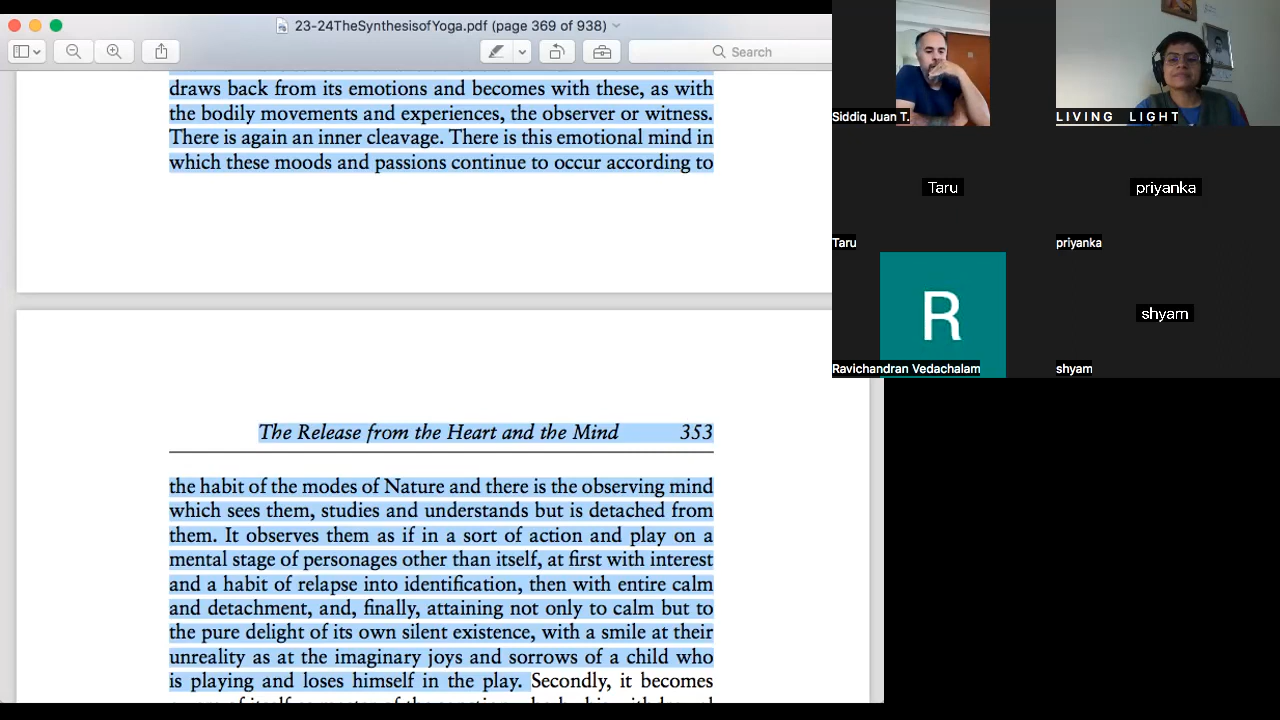 23-24TheSynthesisofYoga.pdf (page 369 of 938)
Search
draws back from its emotions and becomes with these, as with
the bodily movements and experiences, the observer or witness.
There is again an inner cleavage. There is this emotional mind in
which these moods and passions continue to occur according to
The Release from the Heart and the Mind 353
the habit of the modes of Nature and there is the observing mind
which sees them, studies and understands but is detached from
them. It observes them as if in a sort of action and play on a
mental stage of personages other than itself, at first with interest
and a habit of relapse into identification, then with entire calm
and detachment, and, finally, attaining not only to calm but to
the pure delight of its own silent existence, with a smile at their
unreality as at the imaginary joys and sorrows of a child who
is playing and loses himself in the play. Secondly, it becomes
Siddiq Juan T.
LIVING LIGHT
Taru
priyanka
Taru
priyanka
R
shyam
Ravichandran Vedachalam
shyam